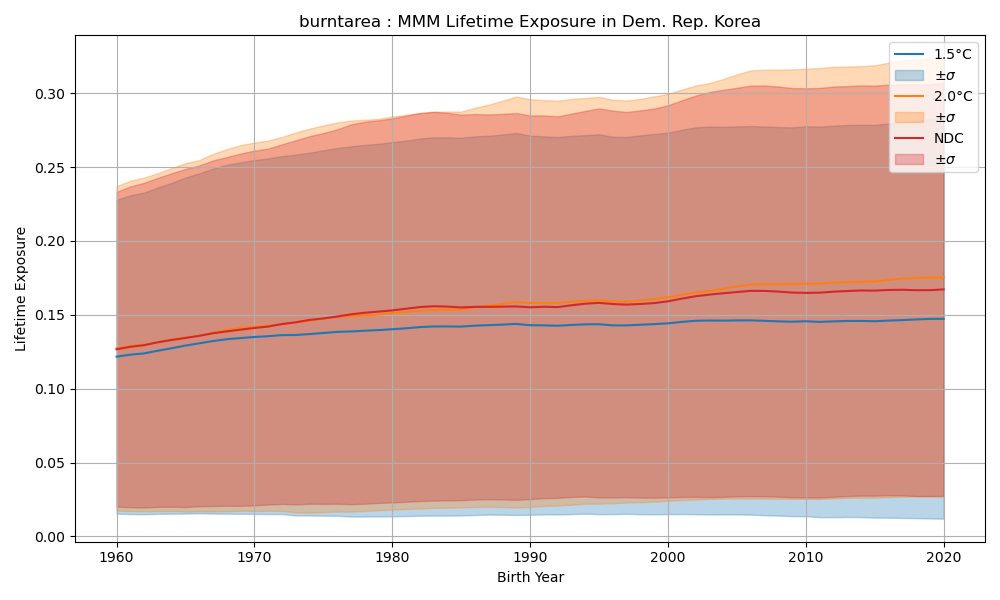 burntarea : MMM Lifetime Exposure in Dem. Rep. Korea
1.5°C
±σ
2.0°C
±σ
NDC
±σ
Lifetime Exposure
0.30
0.25
0.20
0.15
0.10
0.05
0.00
1960 1970 1980 1990 2000 2010 2020
Birth Year